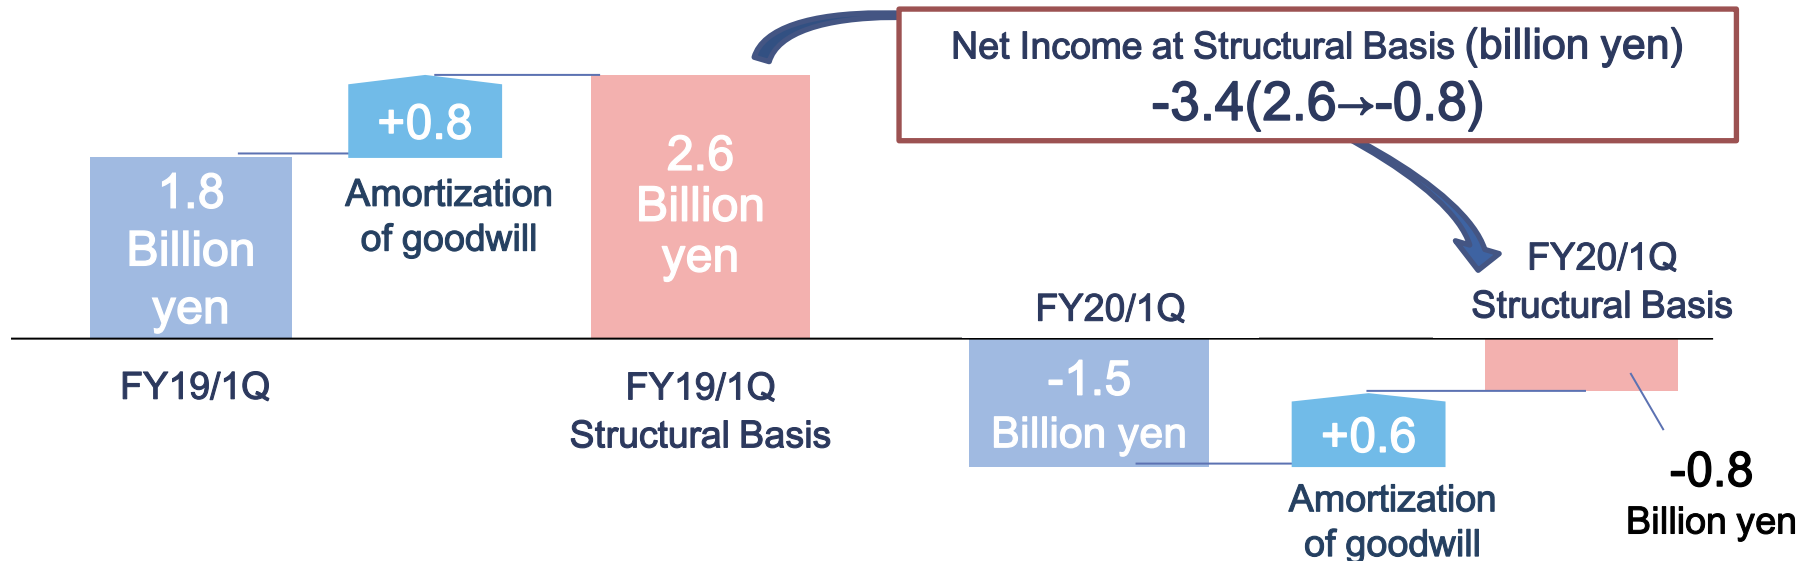 Net Income at Structural Basis (billion yen)
-3.4(2.6→-0.8)
+0.8
Amortization
of goodwill
1.8
Billion
yen
2.6
Billion
yen
FY19/1Q
FY19/1Q
Structural Basis
FY20/1Q
-1.5
Billion yen
+0.6
Amortization
of goodwill
FY20/1Q
Structural Basis
-0.8
Billion yen